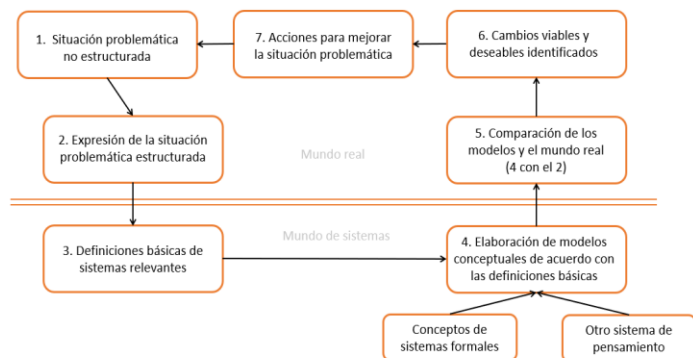 1. Situación problemática
no estructurada
7. Acciones para mejorar
la situación problemática
6. Cambios viables y
deseables identificados
2. Expresión de la situación
problemática estructurada
Mundo real
5. Comparación de los
modelos y el mundo real
(4 con el 2)
3. Definiciones básicas de
sistemas relevantes
Mundo de sistemas
4. Elaboración de modelos
conceptuales de acuerdo con
las definiciones básicas
Conceptos de
sistemas formales
Otro sistema de
pensamiento